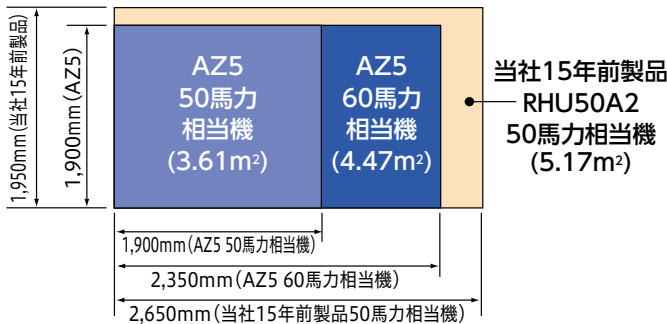 1,950mm(当社15年前製品)
1,900mm(AZ5)
AZ5
50馬力
相当機
(3.61m²)
AZ5
60馬力
相当機
(4.47m²)
当社15年前製品
RHU50A2
50馬力相当機
(5.17m²)
1,900mm(AZ5 50馬力相当機)
2,350mm(AZ5 60馬力相当機)
2,650mm(当社15年前製品50馬力相当機)